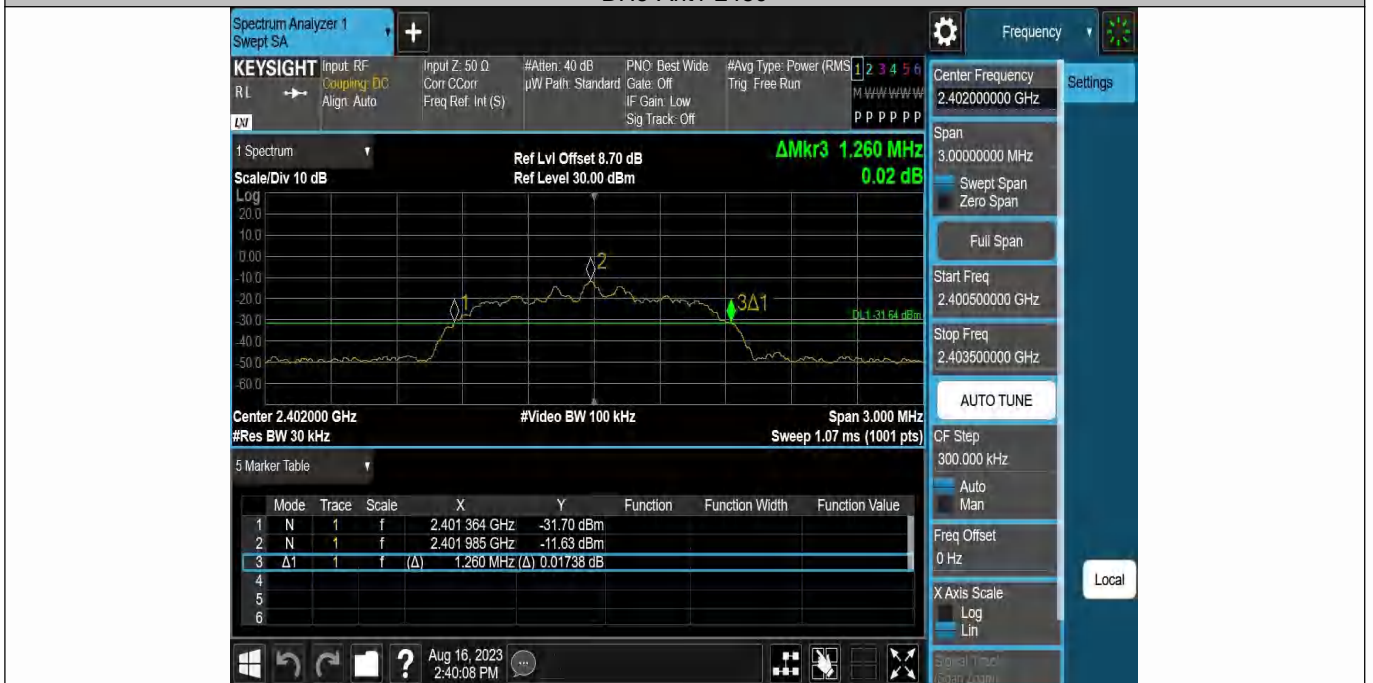 Spectrum Analyzer 1
Swept SA
+
Frequency
KEYSIGHT
RL
LXI
Input: RF
Coupling: DC
Align: Auto
Input Z: 50 Ω
Corr CCorr
Freq Ref: Int (S)
#Atten: 40 dB
µW Path: Standard
PNO: Best Wide
Gate: Off
IF Gain: Low
Sig Track: Off
#Avg Type: Power (RMS
Trig: Free Run
1 2 3 4 5 6
M W W W W W
P P P P P P
1 Spectrum
Scale/Div 10 dB
Log
Ref Lvl Offset 8.70 dB
Ref Level 30.00 dBm
ΔMkr3 1.260 MHz
0.02 dB
20.0
10.0
0.00
-10.0
-20.0
-30.0
-40.0
-50.0
-60.0
1
2
3Δ1
DL1 -31.64 dBm
Center 2.402000 GHz
#Res BW 30 kHz
#Video BW 100 kHz
Span 3.000 MHz
Sweep 1.07 ms (1001 pts)
5 Marker Table
Mode Trace Scale X Y Function Function Width Function Value
1 N 1 f 2.401 364 GHz -31.70 dBm
2 N 1 f 2.401 985 GHz -11.63 dBm
3 Δ1 1 f (Δ) 1.260 MHz (Δ) 0.01738 dB
4
5
6
Aug 16, 2023
2:40:08 PM
?
Center Frequency
2.402000000 GHz
Settings
Span
3.00000000 MHz
Swept Span
Zero Span
Full Span
Start Freq
2.400500000 GHz
Stop Freq
2.403500000 GHz
AUTO TUNE
CF Step
300.000 kHz
Auto
Man
Freq Offset
0 Hz
X Axis Scale
Log
Lin
Local
Signal Track
(Span Zoom)